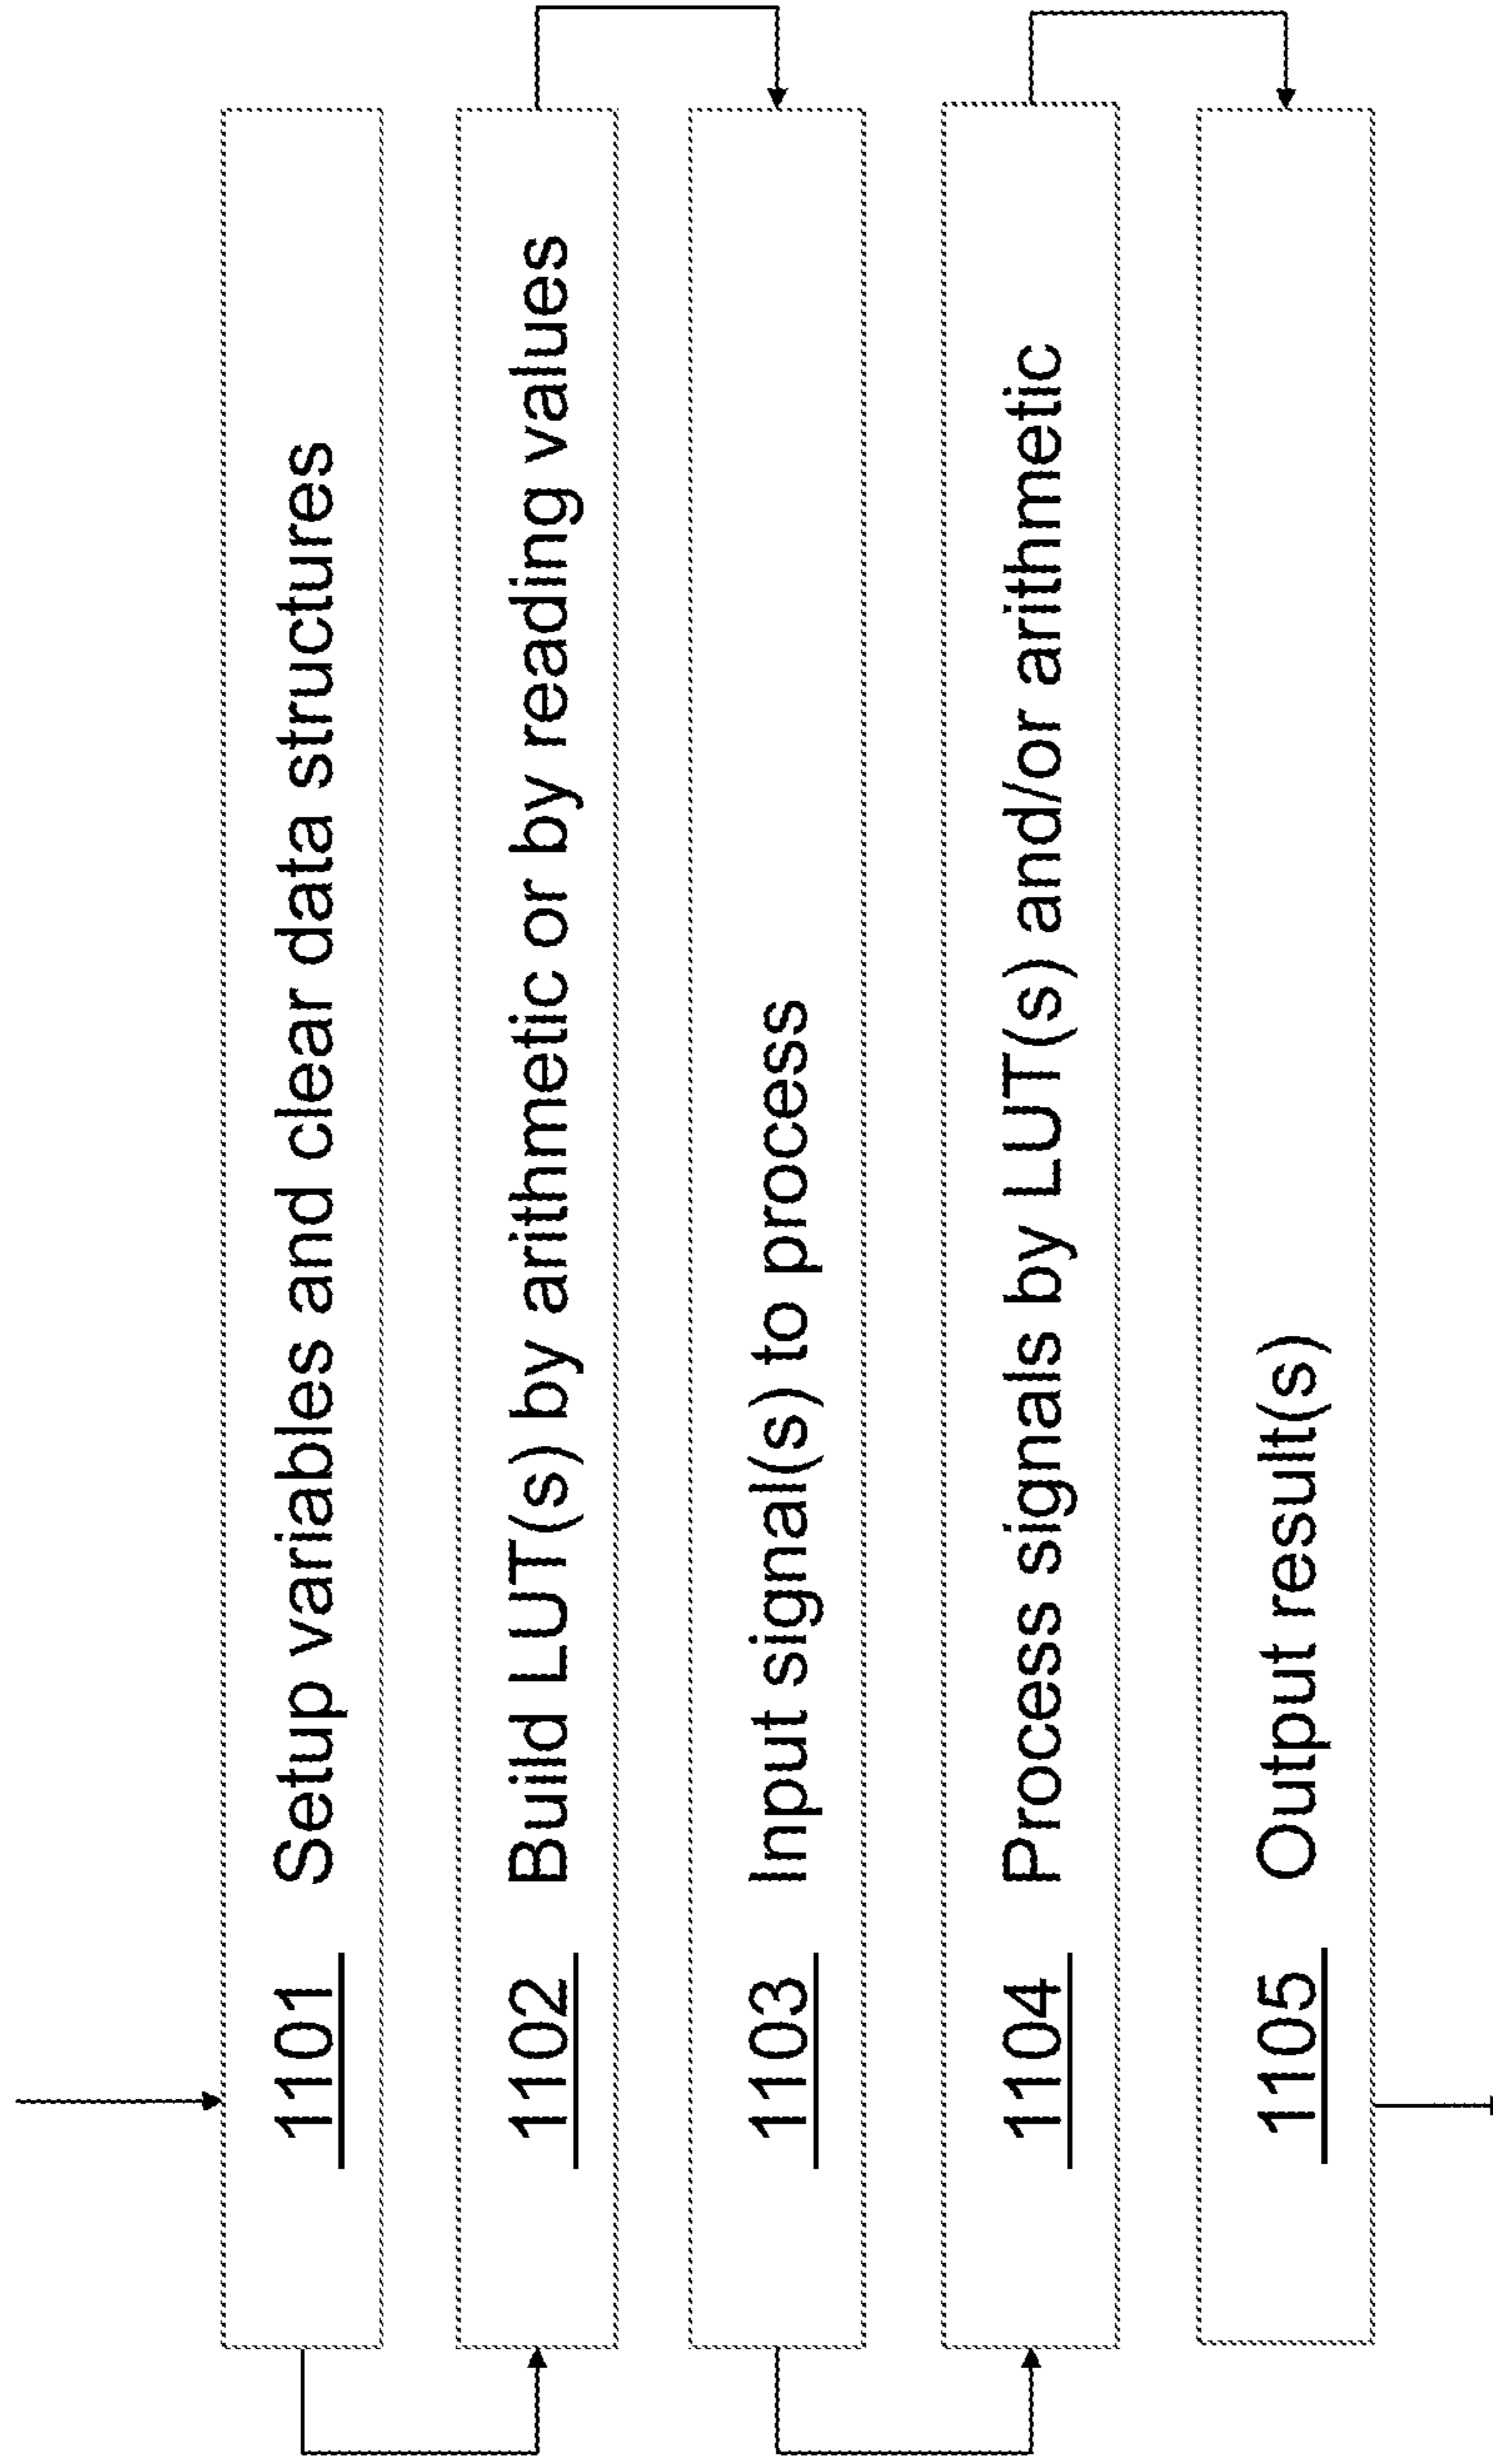 1101 Setup variables and clear data structures
1102 Build LUT(s) by arithmetic or by reading values
1103 Input signal(s) to process
1104 Process signals by LUT(s) and/or arithmetic
1105 Output result(s)